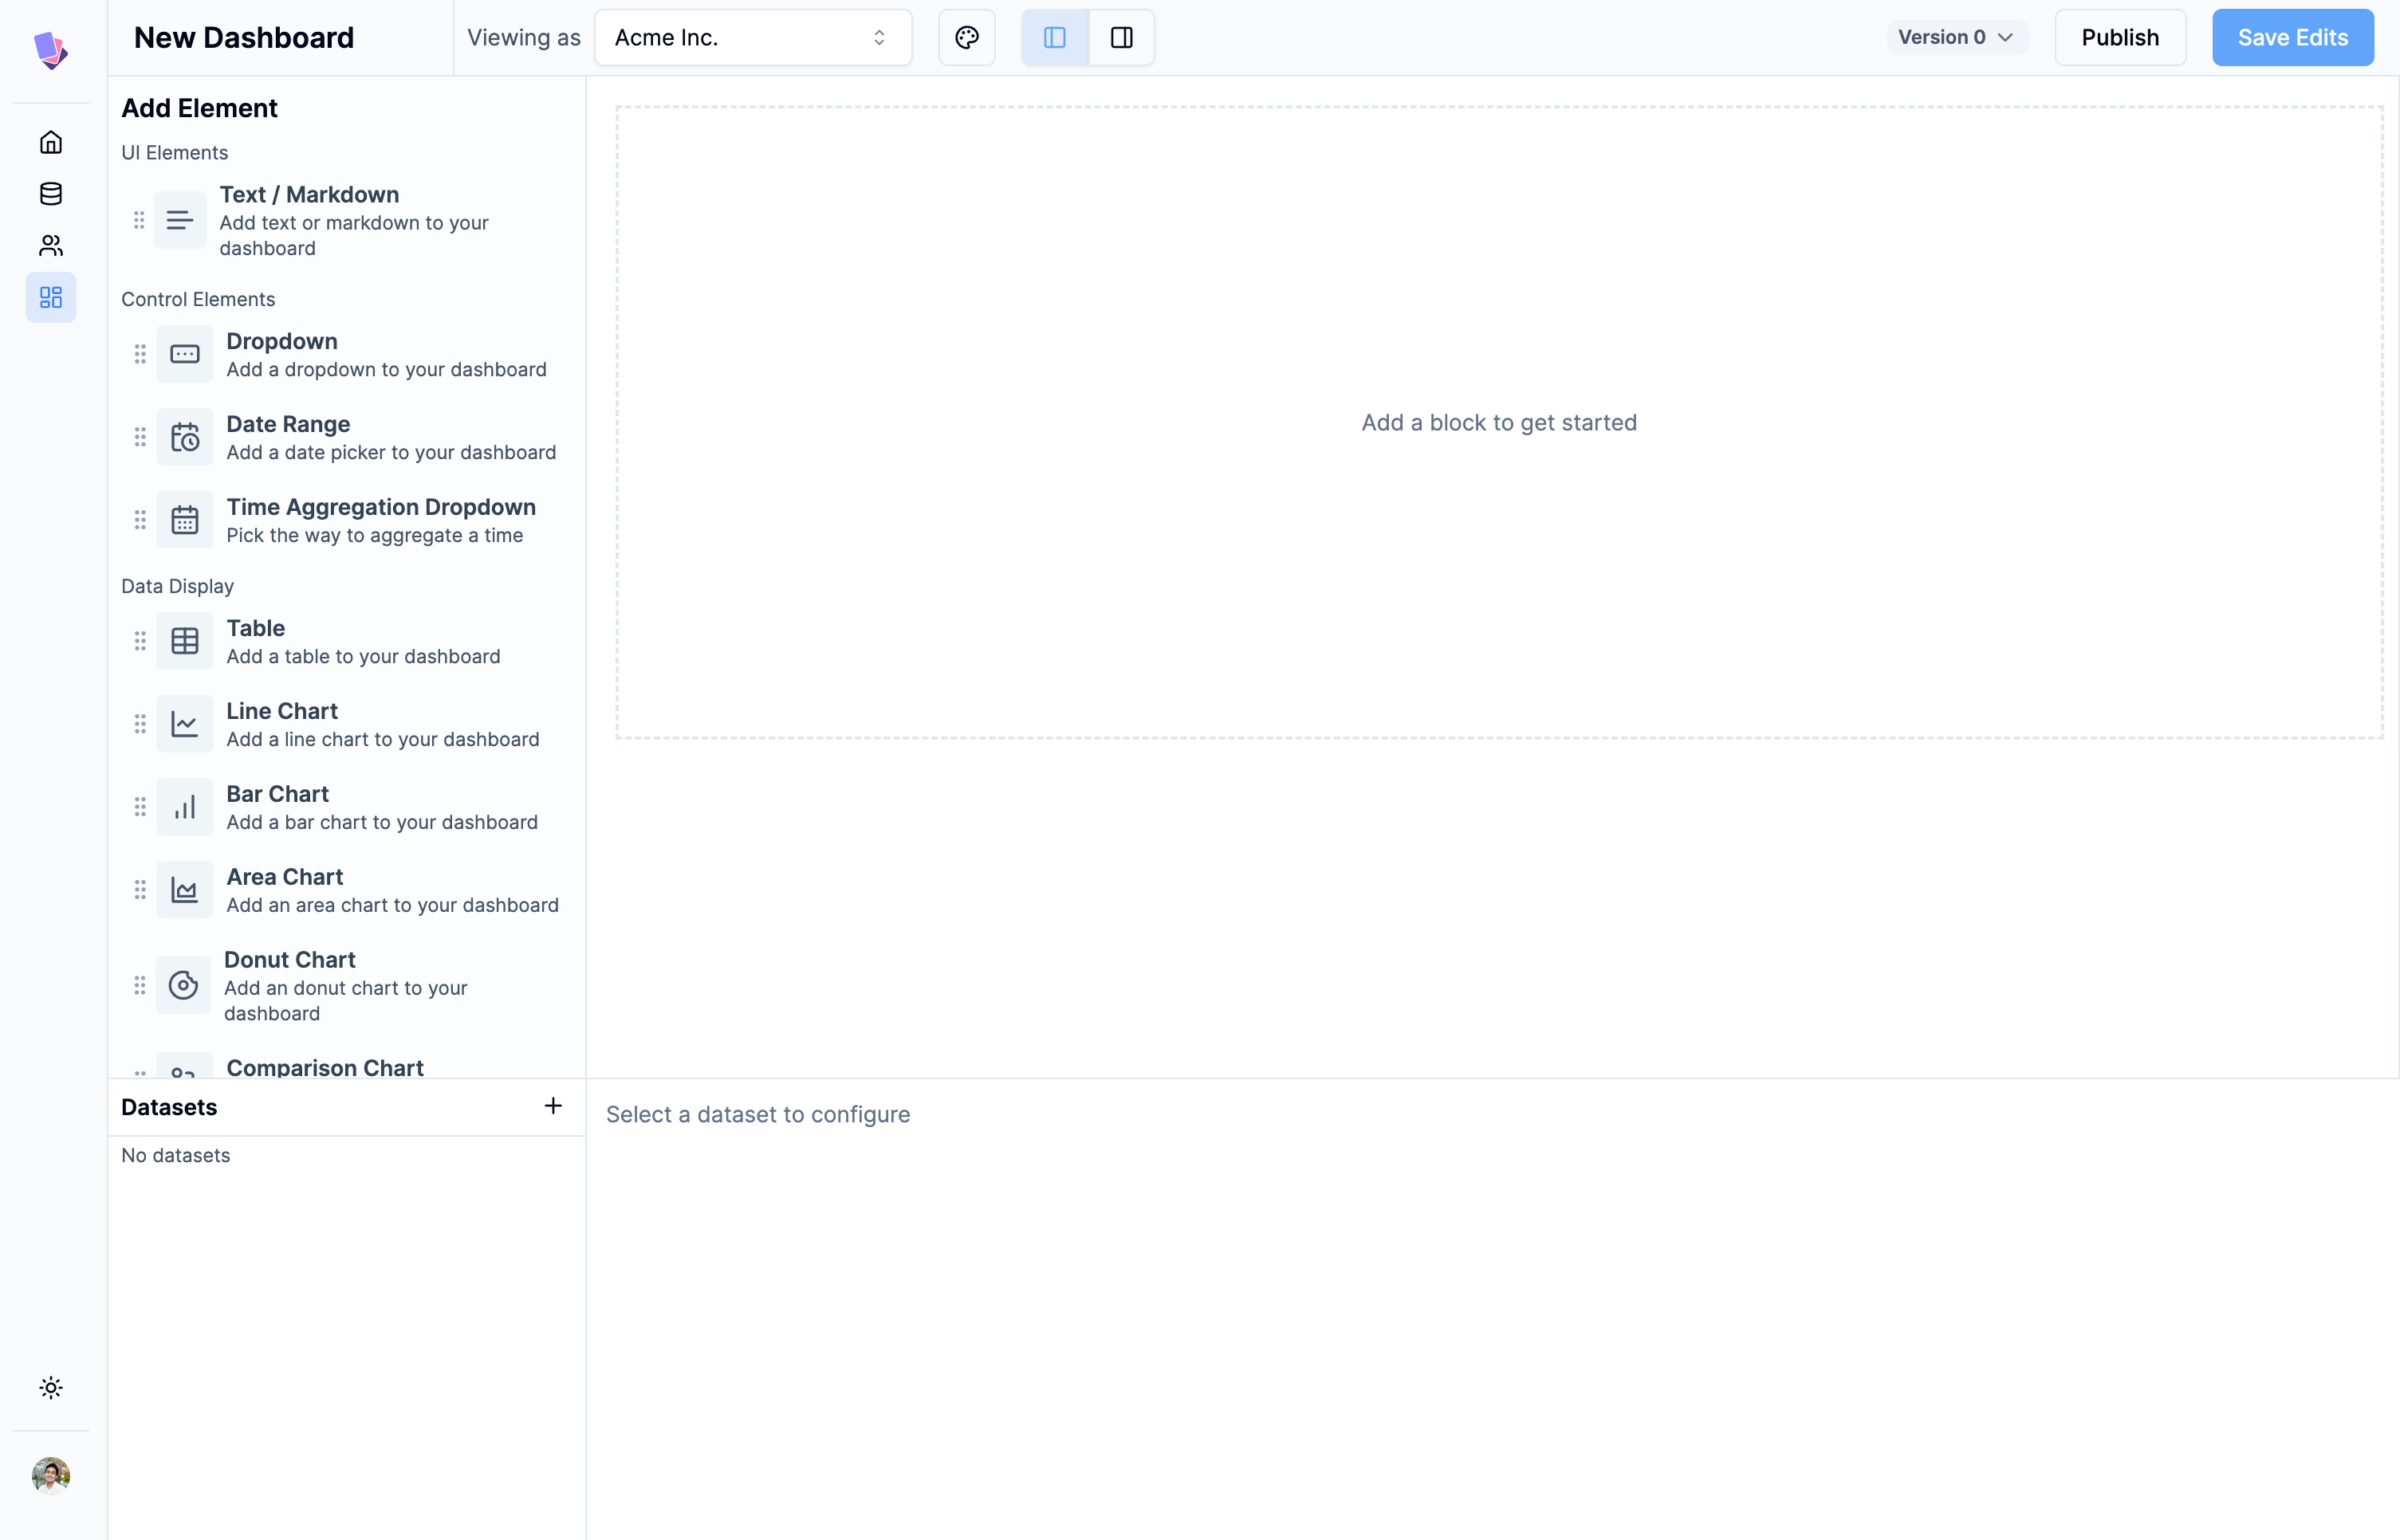 New Dashboard
Viewing as
Acme Inc.
Version 0
Publish
Save Edits
Add Element
UI Elements
Text / Markdown
Add text or markdown to your
dashboard
Control Elements
Dropdown
Add a dropdown to your dashboard
Date Range
Add a date picker to your dashboard
Time Aggregation Dropdown
Pick the way to aggregate a time
Data Display
Table
Add a table to your dashboard
Line Chart
Add a line chart to your dashboard
Bar Chart
Add a bar chart to your dashboard
Area Chart
Add an area chart to your dashboard
Donut Chart
Add an donut chart to your
dashboard
Comparison Chart
Add a block to get started
Datasets
No datasets
Select a dataset to configure